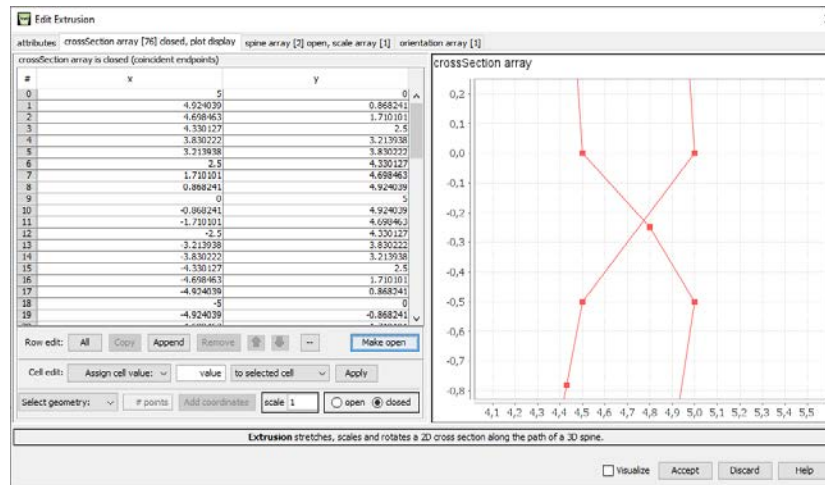 Edit Extrusion
attributes crossSection array [76] closed, plot display spine array [2] open, scale array [1] orientation array [1]
crossSection array is closed (coincident endpoints)
# x y
0 5 0
1 4.924039 0.868241
2 4.698463 1.710101
3 4.330127 2.5
4 3.830222 3.213938
5 3.213938 3.830222
6 2.5 4.330127
7 1.710101 4.698463
8 0.868241 4.924039
9 0 5
10 -0.868241 4.924039
11 -1.710101 4.698463
12 -2.5 4.330127
13 -3.213938 3.830222
14 -3.830222 3.213938
15 -4.330127 2.5
16 -4.698463 1.710101
17 -4.924039 0.868241
18 -5 0
19 -4.924039 -0.868241
Row edit: All Copy Append Remove -- Make open
Cell edit: Assign cell value: value to selected cell Apply
Select geometry: # points Add coordinates scale 1 open closed
crossSection array
0,2
0,1
0,0
-0,1
-0,2
-0,3
-0,4
-0,5
-0,6
-0,7
-0,8
4,1 4,2 4,3 4,4 4,5 4,6 4,7 4,8 4,9 5,0 5,1 5,2 5,3 5,4 5,5
Extrusion stretches, scales and rotates a 2D cross section along the path of a 3D spine.
Visualize Accept Discard Help